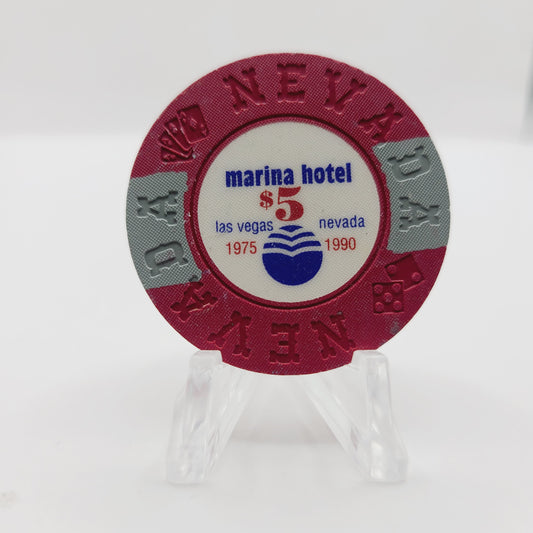 NEVADA
marina hotel
$5
las vegas nevada
1975 1990
NEVADA